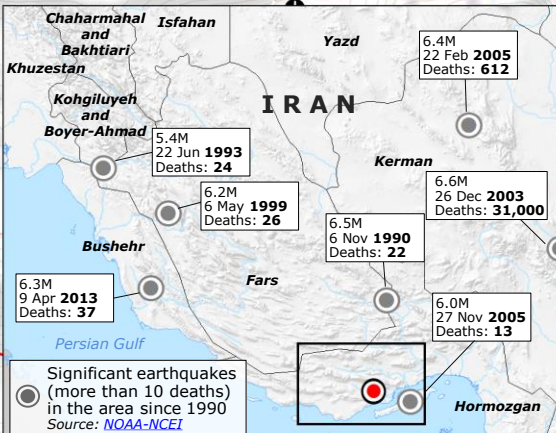 Chaharmahal
and
Bakhtiari
Isfahan
Yazd
6.4M
22 Feb 2005
Deaths: 612
Khuzestan
Kohgiluyeh
and
Boyer-Ahmad
IRAN
5.4M
22 Jun 1993
Deaths: 24
Kerman
6.6M
26 Dec 2003
Deaths: 31,000
6.2M
6 May 1999
Deaths: 26
6.5M
6 Nov 1990
Deaths: 22
Bushehr
Fars
6.3M
9 Apr 2013
Deaths: 37
6.0M
27 Nov 2005
Deaths: 13
Persian Gulf
Significant earthquakes
(more than 10 deaths)
in the area since 1990
Source: NOAA-NCEI
Hormozgan